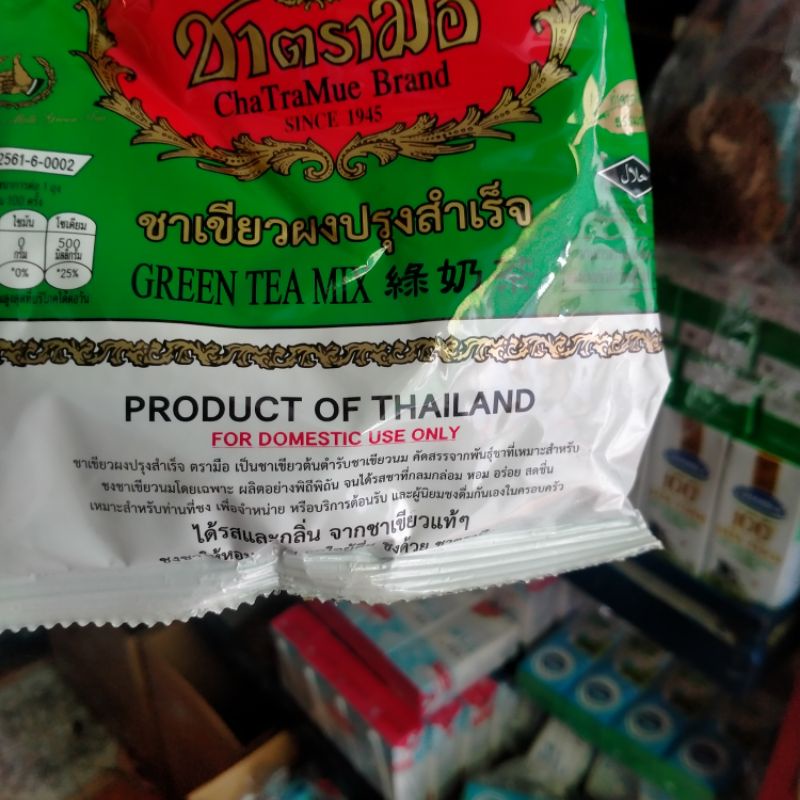 ชาตรามือ
ChaTraMue Brand
SINCE 1945
2561-6-0002
ไขมัน
0
กรัม
*0%
โซเดียม
500
มิลลิกรัม
*25%
حلال
ชาเขียวผงปรุงสำเร็จ
GREEN TEA MIX 綠奶茶
PRODUCT OF THAILAND
FOR DOMESTIC USE ONLY
ชาเขียวผงปรุงสำเร็จ ตรามือ เป็นชาเขียวต้นตำรับชาเขียวนม คัดสรรจากพันธุ์ชาที่เหมาะสำหรับ
ชงชาเขียวนมโดยเฉพาะ ผลิตอย่างพิถีพิถัน จนได้รสชาที่กลมกล่อม หอม อร่อย สดชื่น
เหมาะสำหรับท่านที่ชง เพื่อจำหน่าย หรือบริการต้อนรับ และผู้นิยมชงดื่มกันเองในครอบครัว
ได้รสและกลิ่น จากชาเขียวแท้ๆ